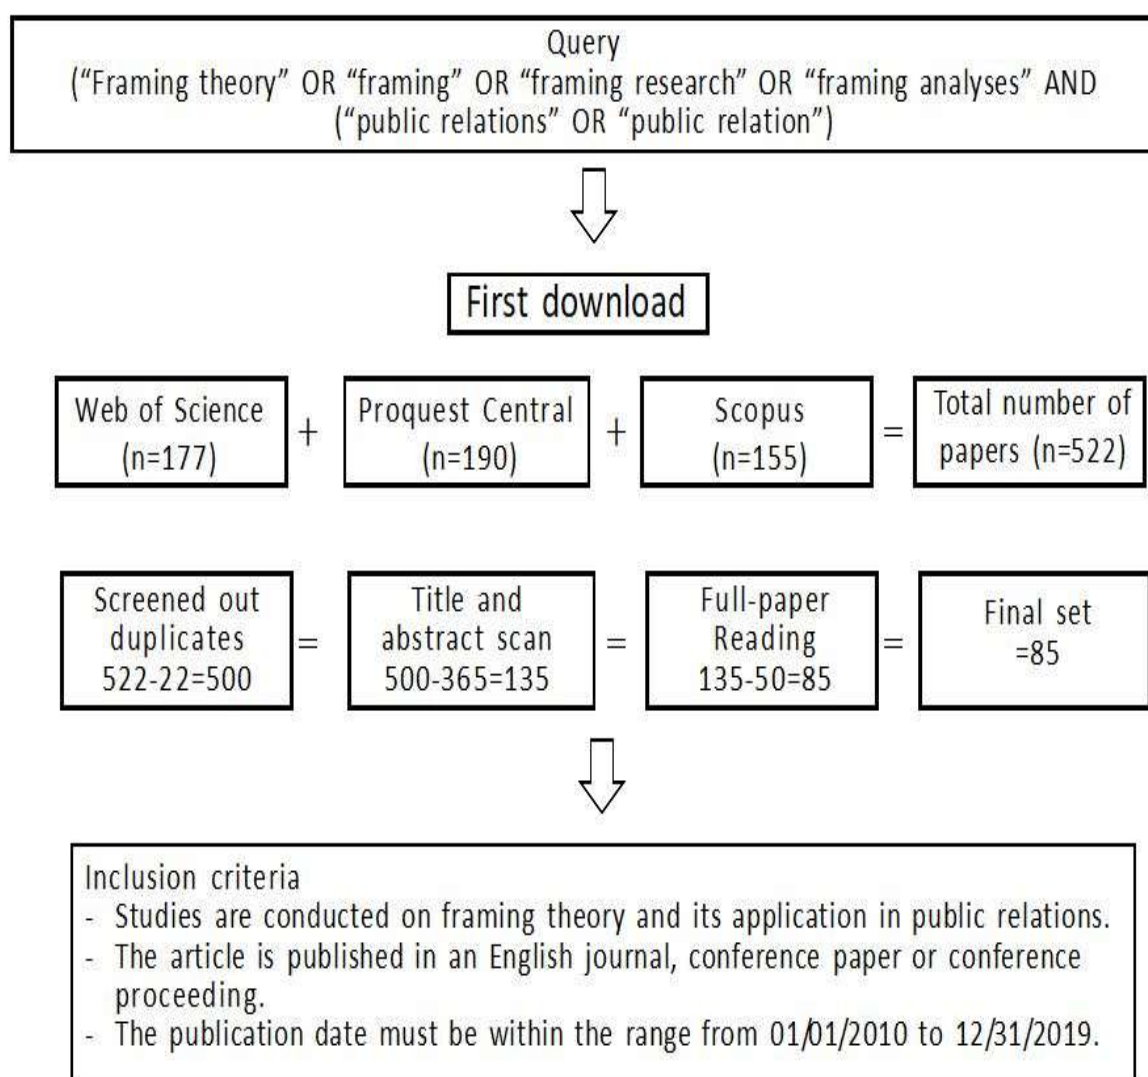 Query
(“Framing theory” OR “framing” OR “framing research” OR “framing analyses” AND
(“public relations” OR “public relation”)
First download
Web of Science
(n=177)
+
Proquest Central
(n=190)
+
Scopus
(n=155)
=
Total number of
papers (n=522)
Screened out
duplicates
522-22=500
=
Title and
abstract scan
500-365=135
=
Full-paper
Reading
135-50=85
=
Final set
=85
Inclusion criteria
- Studies are conducted on framing theory and its application in public relations.
- The article is published in an English journal, conference paper or conference
proceeding.
- The publication date must be within the range from 01/01/2010 to 12/31/2019.